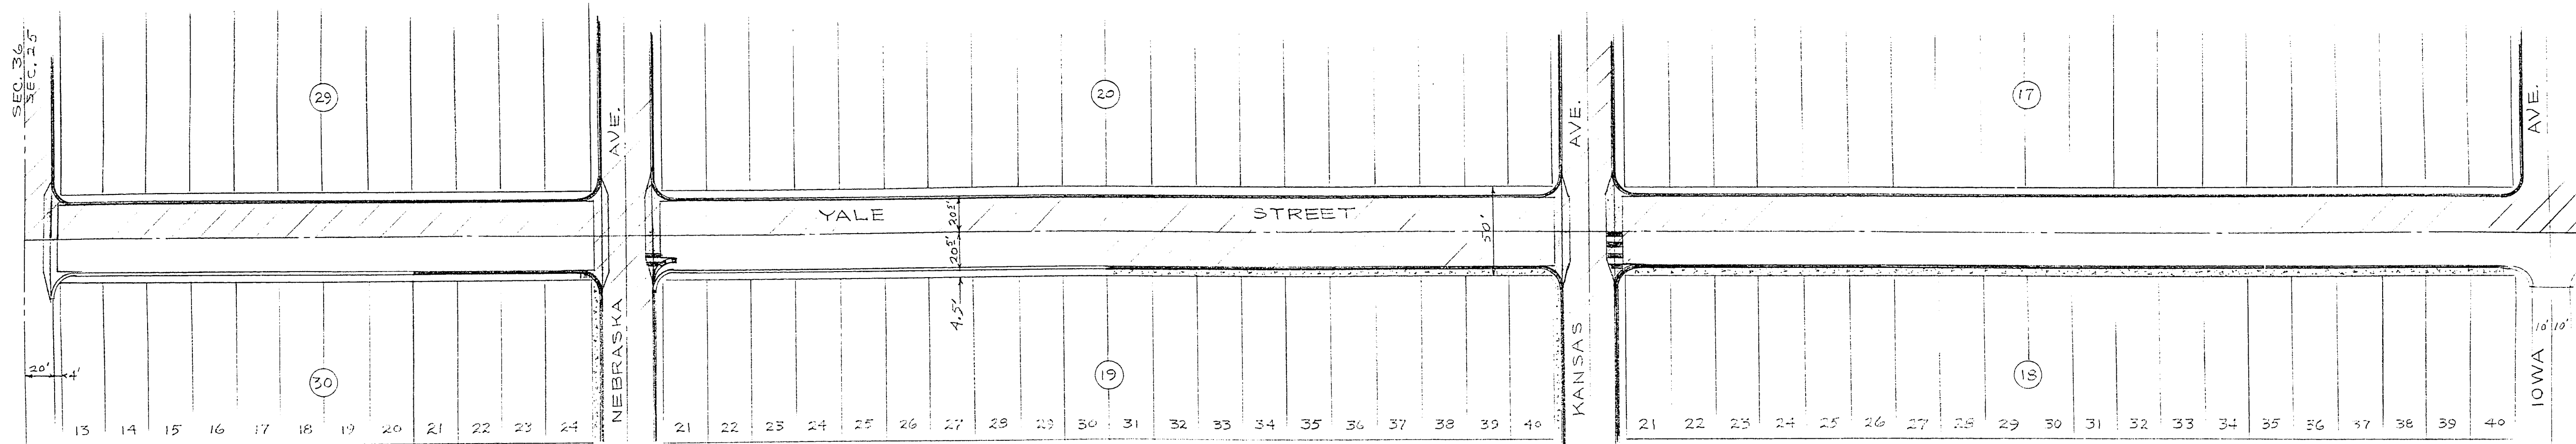 SEC. 36
SEC. 25
29
20
17
AVE.
AVE.
AVE.
YALE STREET
20.5'
20.5'
50'
4.5'
NEBRASKA
KANSAS
IOWA
10' 10'
20' 4'
30
19
18
13 14 15 16 17 18 19 20 21 22 23 24
21 22 23 24 25 26 27 28 29 30 31 32 33 34 35 36 37 38 39 40
21 22 23 24 25 26 27 28 29 30 31 32 33 34 35 36 37 38 39 40